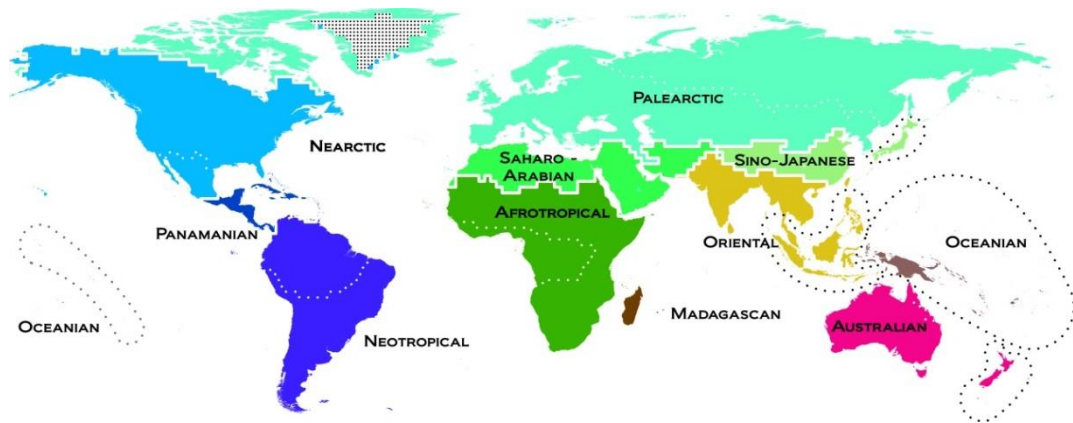 PALEARCTIC
NEARCTIC
SAHARO -
ARABIAN
SINO-JAPANESE
AFROTROPICAL
PANAMANIAN
ORIENTAL
OCEANIAN
MADAGASCAN
OCEANIAN
AUSTRALIAN
NEOTROPICAL